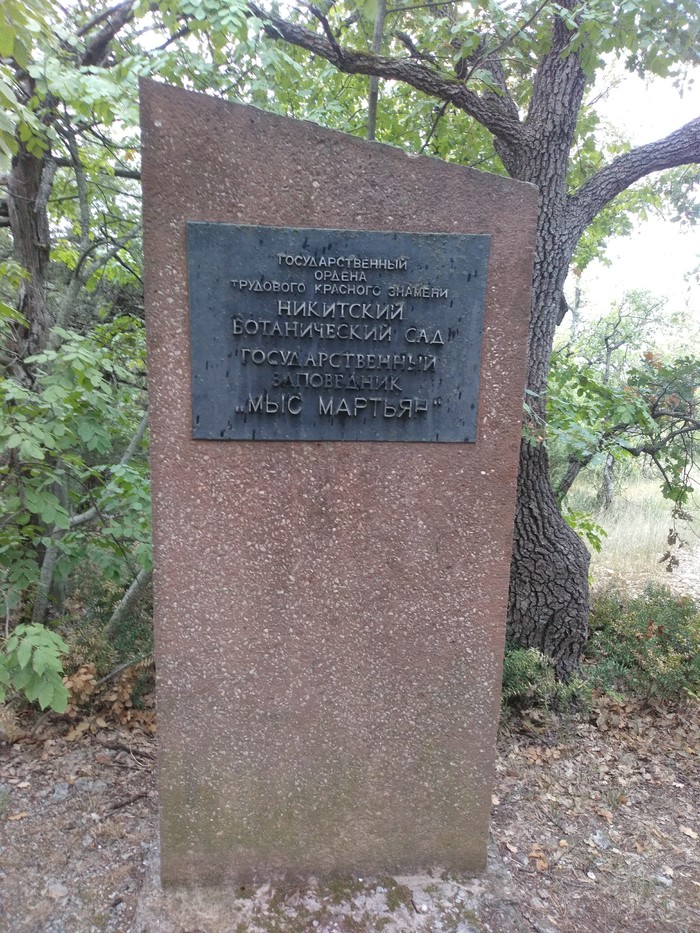 ГОСУДАРСТВЕННЫЙ
ОРДЕНА
ТРУДОВОГО КРАСНОГО ЗНАМЕНИ
НИКИТСКИЙ
БОТАНИЧЕСКИЙ САД
ГОСУДАРСТВЕННЫЙ
ЗАПОВЕДНИК
„МЫС МАРТЬЯН“